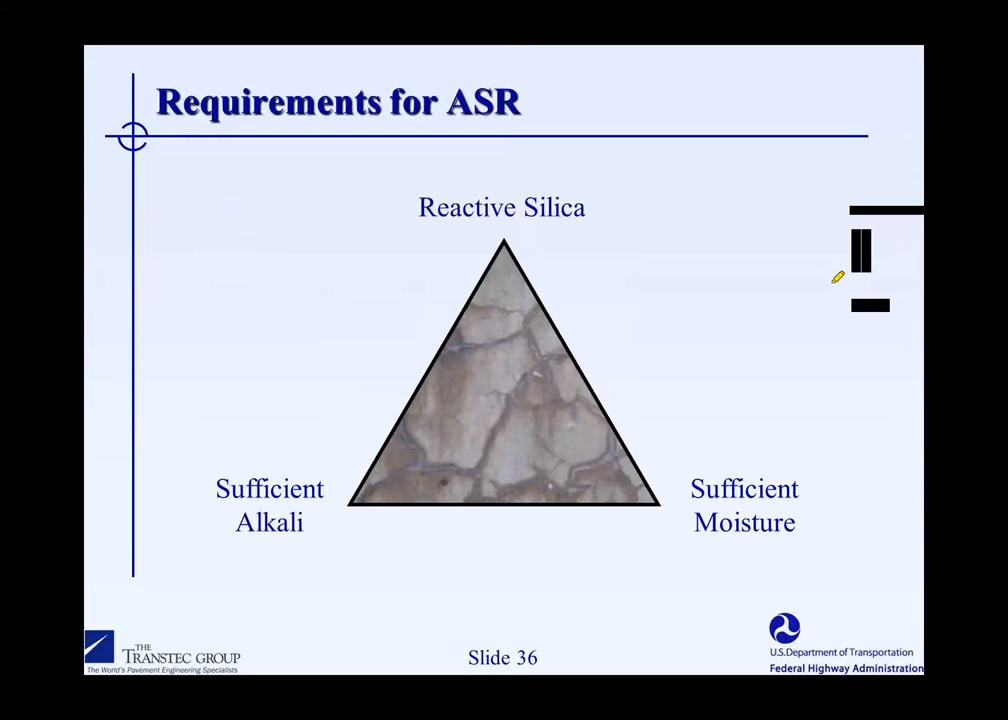 Requirements for ASR
Reactive Silica
Sufficient
Alkali
Sufficient
Moisture
THE
TRANSTEC GROUP
The World's Pavement Engineering Specialists
Slide 36
U.S.Department of Transportation
Federal Highway Administration